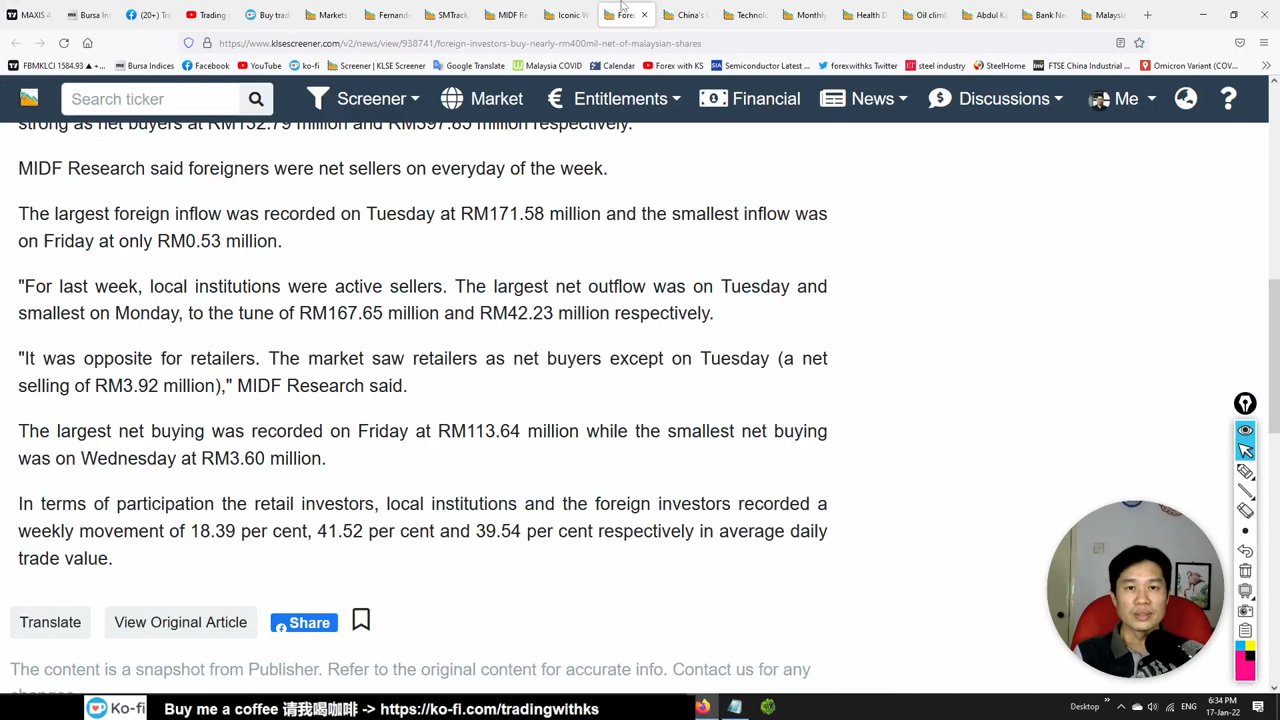 MAXIS 4
Bursa Ind
(20+) Tra
Trading
Buy tradi
Markets
Fernand
SMTrack
MIDF Re
Iconic W
Forei
China's
Technolo
Monthly
Health D
Oil climb
Abdul Ka
Bank Ne
Malaysia
https://www.klsescreener.com/v2/news/view/938741/foreign-investors-buy-nearly-rm400mil-net-of-malaysian-shares
FBMKLCI 1584.93 ▲ +...
Bursa Indices
Facebook
YouTube
ko-fi
Screener | KLSE Screener
Google Translate
Malaysia COVID
Calendar
Forex with KS
Semiconductor Latest ...
forexwithks Twitter
steel industry
SteelHome
FTSE China Industrial ...
Omicron Variant (COV...
Search ticker
Screener
Market
Entitlements
Financial
News
Discussions
Me
strong as net buyers at RM132.79 million and RM397.85 million respectively.
MIDF Research said foreigners were net sellers on everyday of the week.
The largest foreign inflow was recorded on Tuesday at RM171.58 million and the smallest inflow was
on Friday at only RM0.53 million.
"For last week, local institutions were active sellers. The largest net outflow was on Tuesday and
smallest on Monday, to the tune of RM167.65 million and RM42.23 million respectively.
"It was opposite for retailers. The market saw retailers as net buyers except on Tuesday (a net
selling of RM3.92 million)," MIDF Research said.
The largest net buying was recorded on Friday at RM113.64 million while the smallest net buying
was on Wednesday at RM3.60 million.
In terms of participation the retail investors, local institutions and the foreign investors recorded a
weekly movement of 18.39 per cent, 41.52 per cent and 39.54 per cent respectively in average daily
trade value.
Translate
View Original Article
Share
The content is a snapshot from Publisher. Refer to the original content for accurate info. Contact us for any
changes
Ko-fi Buy me a coffee 请我喝咖啡 -> https://ko-fi.com/tradingwithks
Desktop
ENG
6:34 PM
17-Jan-22